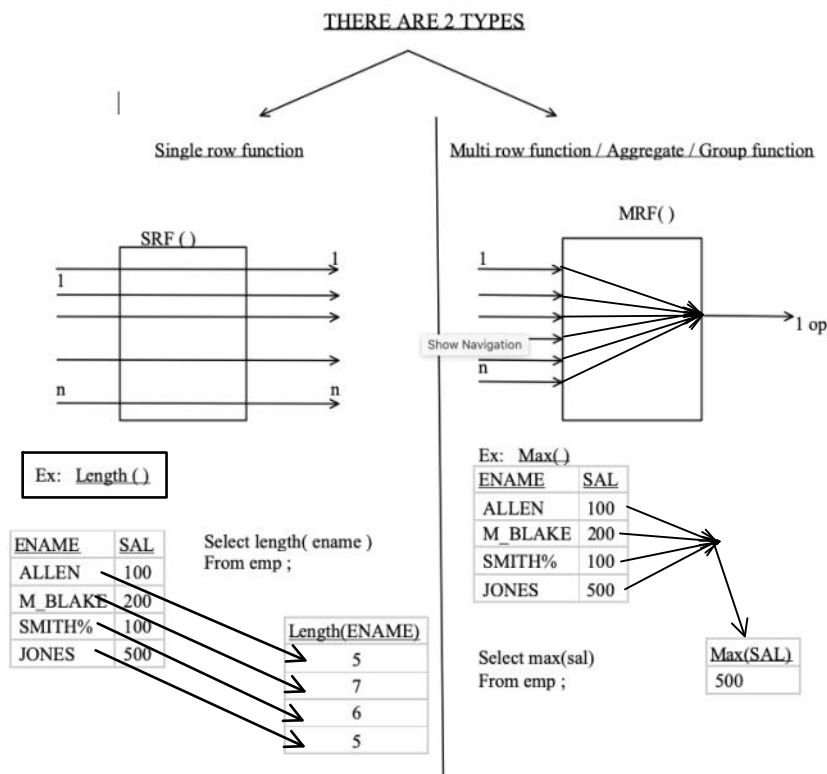 THERE ARE 2 TYPES
Single row function
SRF ( )
1
1
n
n
Ex: Length ( )
ENAME SAL
ALLEN 100
M_BLAKE 200
SMITH% 100
JONES 500
Select length( ename )
From emp ;
Length(ENAME)
5
7
6
5
Multi row function / Aggregate / Group function
MRF( )
1
Show Navigation
n
1 op
Ex: Max( )
ENAME SAL
ALLEN 100
M_BLAKE 200
SMITH% 100
JONES 500
Select max(sal)
From emp ;
Max(SAL)
500